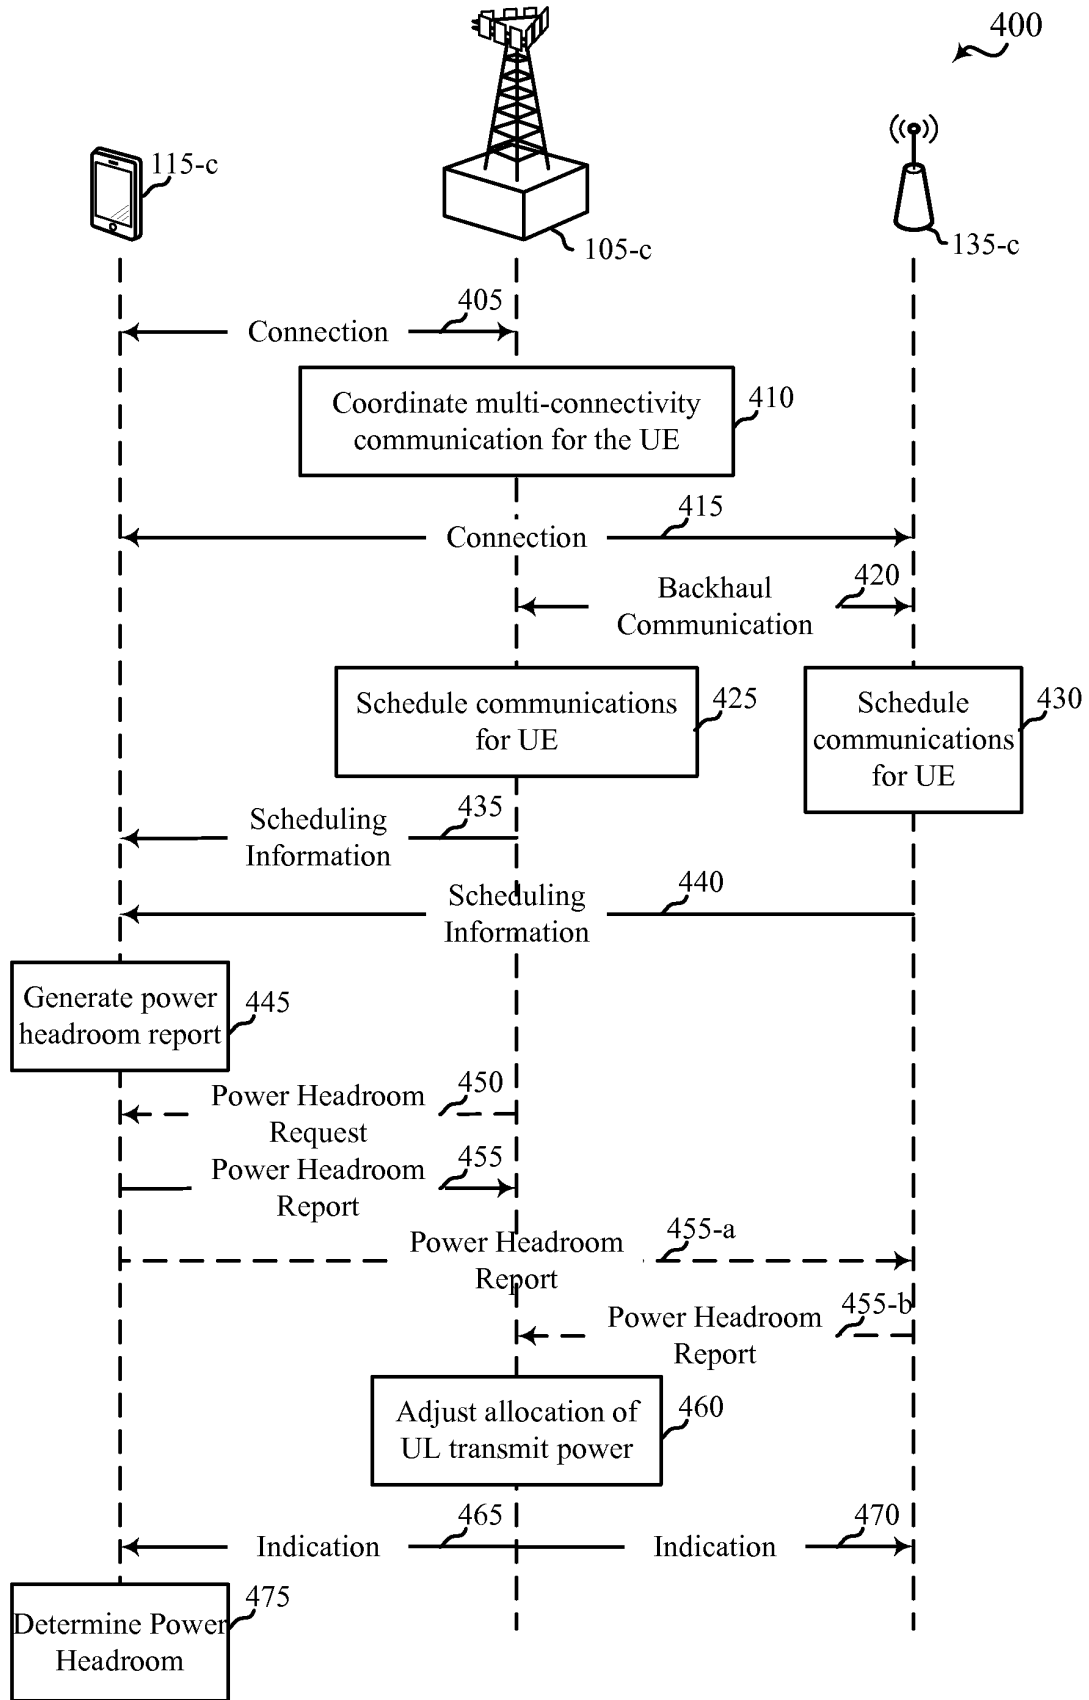 400
115-c
105-c
135-c
405
Connection
Coordinate multi-connectivity
communication for the UE
410
415
Connection
420
Backhaul
Communication
Schedule communications
for UE
425
Schedule
communications
for UE
430
435
Scheduling
Information
440
Scheduling
Information
Generate power
headroom report
445
450
Power Headroom
Request
455
Power Headroom
Report
455-a
Power Headroom
Report
455-b
Power Headroom
Report
Adjust allocation of
UL transmit power
460
465
Indication
470
Indication
Determine Power
Headroom
475